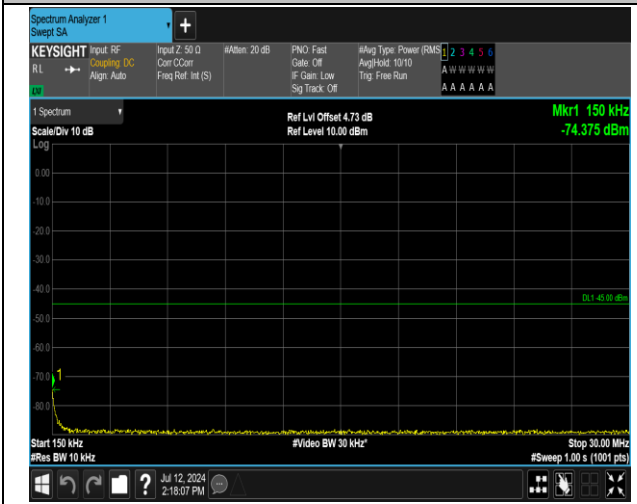 Spectrum Analyzer 1
Swept SA
+
KEYSIGHT
RL
Input: RF
Coupling: DC
Align: Auto
Input Z: 50 Ω
Corr CCorr
Freq Ref: Int (S)
#Atten: 20 dB
PNO: Fast
Gate: Off
IF Gain: Low
Sig Track: Off
#Avg Type: Power (RMS
Avg|Hold: 10/10
Trig: Free Run
1 2 3 4 5 6
A W W W W W
A A A A A A
1 Spectrum
Scale/Div 10 dB
Ref Lvl Offset 4.73 dB
Ref Level 10.00 dBm
Mkr1 150 kHz
-74.375 dBm
Log
0.00
-10.0
-20.0
-30.0
-40.0
DL1 -45.00 dBm
-50.0
-60.0
-70.0
1
-80.0
Start 150 kHz
#Video BW 30 kHz*
Stop 30.00 MHz
#Res BW 10 kHz
#Sweep 1.00 s (1001 pts)
?
Jul 12, 2024
2:18:07 PM